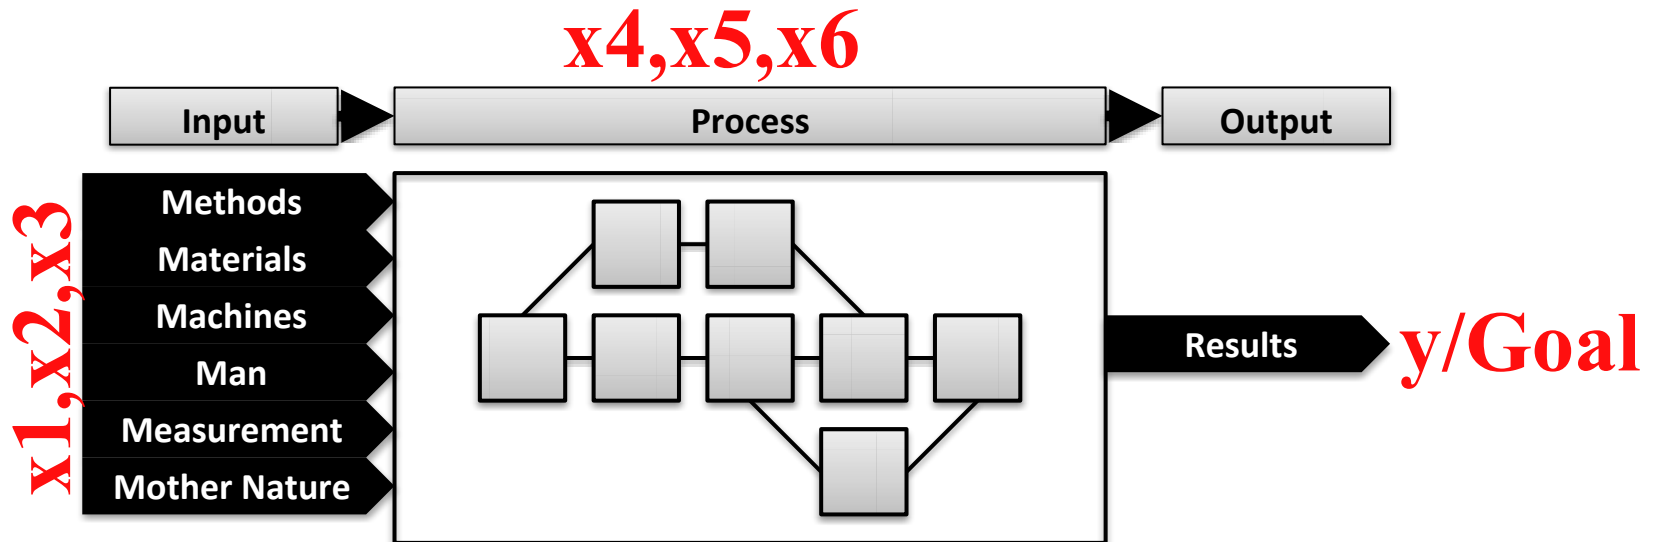 x4,x5,x6
Input
Process
Output
x1,x2,x3
Methods
Materials
Machines
Man
Measurement
Mother Nature
Results
y/Goal